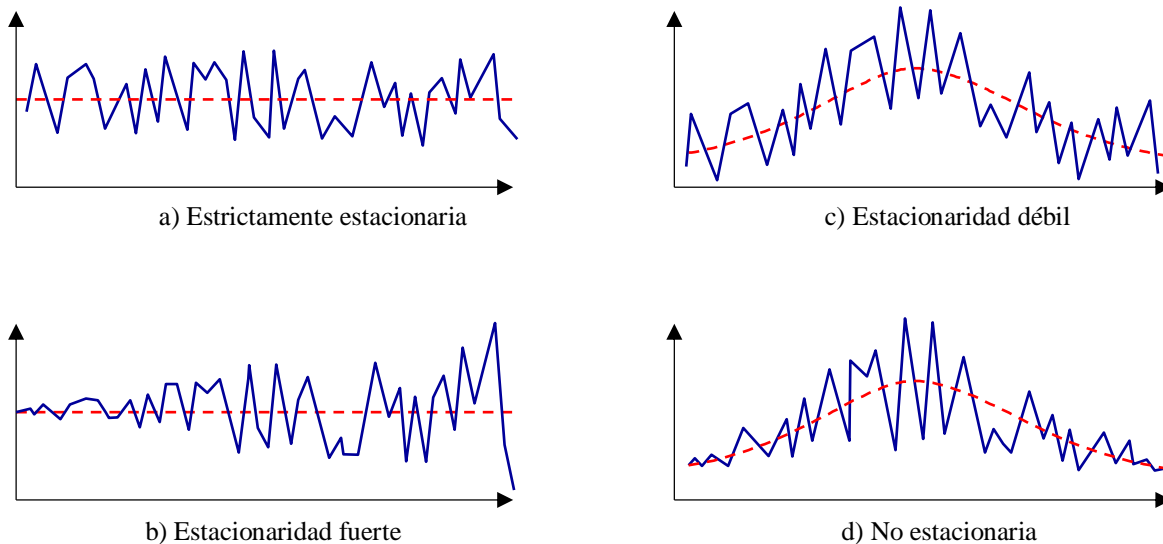 a) Estrictamente estacionaria
c) Estacionaridad débil
b) Estacionaridad fuerte
d) No estacionaria